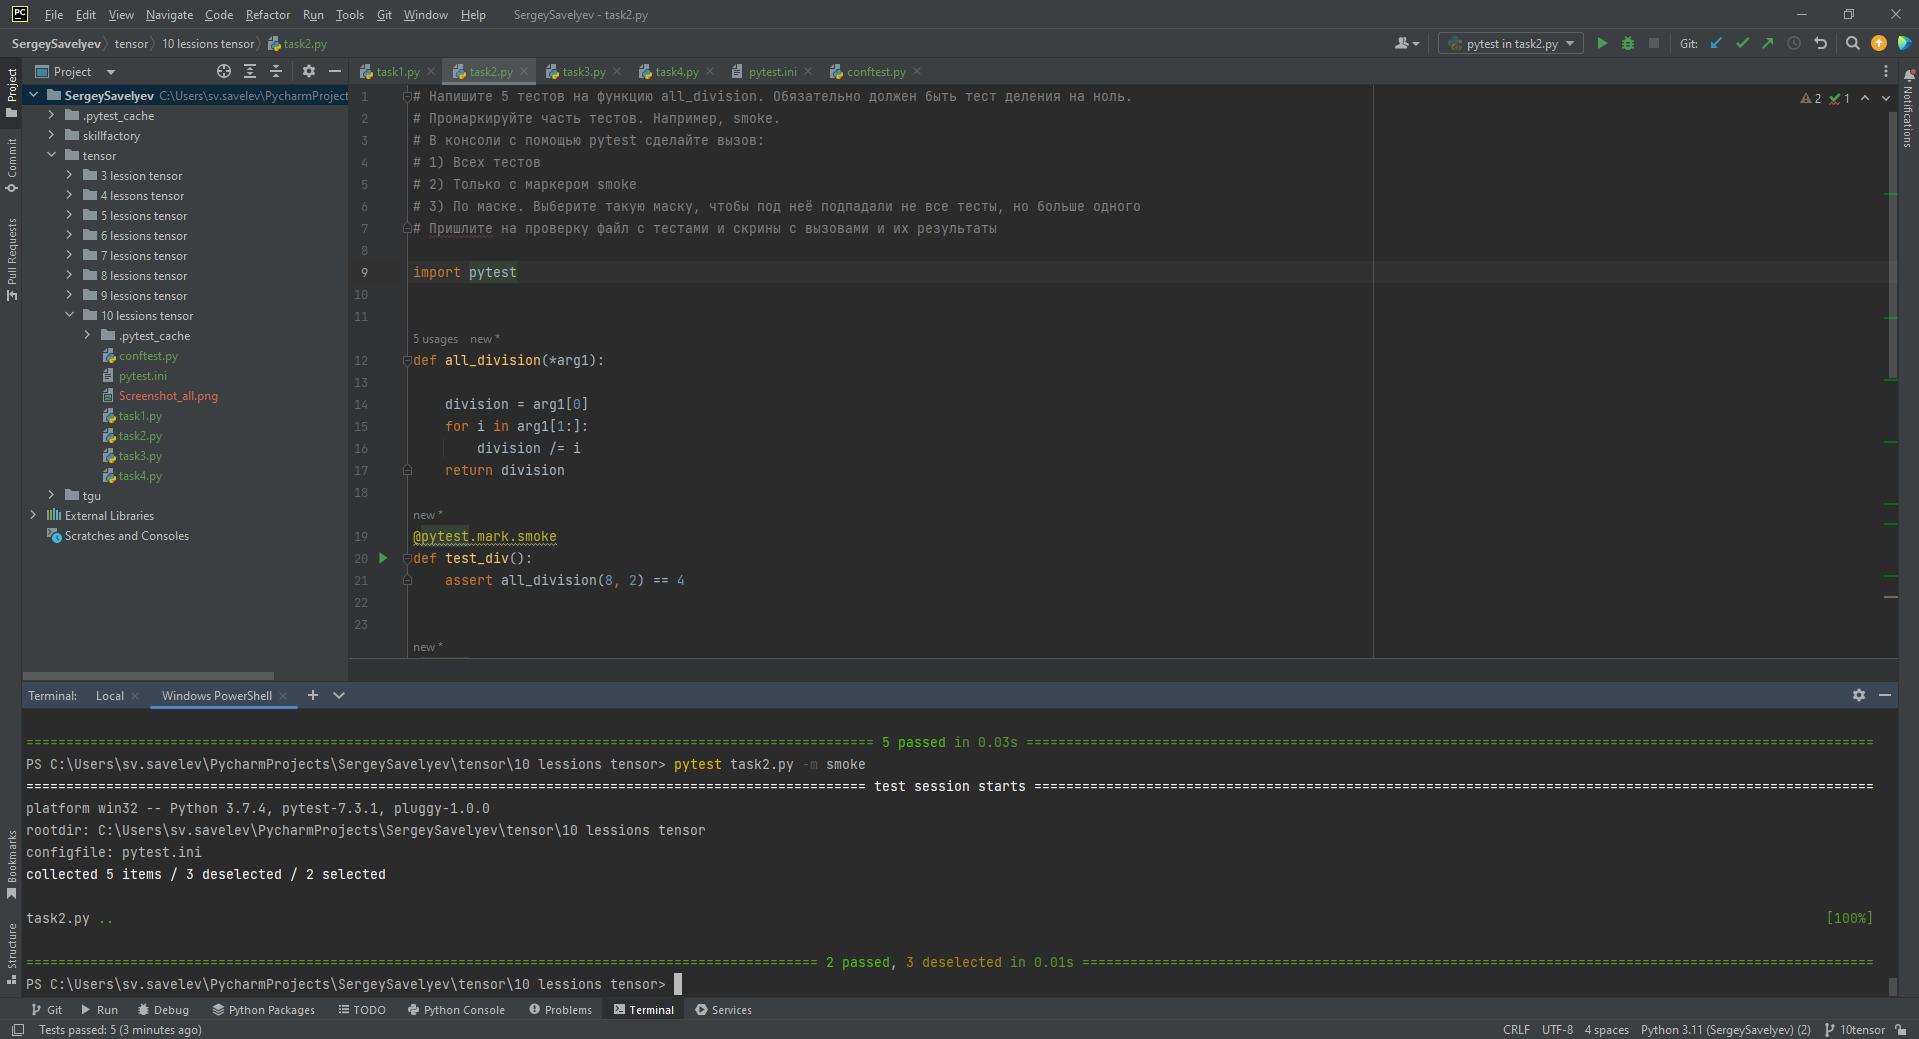 File Edit View Navigate Code Refactor Run Tools Git Window Help SergeySavelyev - task2.py
SergeySavelyev tensor 10 lessions tensor task2.py pytest in task2.py Git:
Project
task1.py task2.py task3.py task4.py pytest.ini conftest.py
Project
Commit
Pull Requests
Bookmarks
Structure
Notifications
SergeySavelyev C:\Users\sv.savelev\PycharmProject
.pytest_cache
skillfactory
tensor
3 lession tensor
4 lessons tensor
5 lessions tensor
6 lessions tensor
7 lessions tensor
8 lessions tensor
9 lessions tensor
10 lessions tensor
.pytest_cache
conftest.py
pytest.ini
Screenshot_all.png
task1.py
task2.py
task3.py
task4.py
tgu
External Libraries
Scratches and Consoles
2 1
1 # Напишите 5 тестов на функцию all_division. Обязательно должен быть тест деления на ноль.
2 # Промаркируйте часть тестов. Например, smoke.
3 # В консоли с помощью pytest сделайте вызов:
4 # 1) Всех тестов
5 # 2) Только с маркером smoke
6 # 3) По маске. Выберите такую маску, чтобы под неё подпадали не все тесты, но больше одного
7 # Пришлите на проверку файл с тестами и скрины с вызовами и их результаты
8
9 import pytest
10
11
5 usages new *
12 def all_division(*arg1):
13
14 division = arg1[0]
15 for i in arg1[1:]:
16 division /= i
17 return division
18
new *
19 @pytest.mark.smoke
20 def test_div():
21 assert all_division(8, 2) == 4
22
23
new *
Terminal: Local Windows PowerShell
========== 5 passed in 0.03s ==========
PS C:\Users\sv.savelev\PycharmProjects\SergeySavelyev\tensor\10 lessions tensor> pytest task2.py -m smoke
========== test session starts ==========
platform win32 -- Python 3.7.4, pytest-7.3.1, pluggy-1.0.0
rootdir: C:\Users\sv.savelev\PycharmProjects\SergeySavelyev\tensor\10 lessions tensor
configfile: pytest.ini
collected 5 items / 3 deselected / 2 selected
task2.py .. [100%]
========== 2 passed, 3 deselected in 0.01s ==========
PS C:\Users\sv.savelev\PycharmProjects\SergeySavelyev\tensor\10 lessions tensor>
Git Run Debug Python Packages TODO Python Console Problems Terminal Services
Tests passed: 5 (3 minutes ago) CRLF UTF-8 4 spaces Python 3.11 (SergeySavelyev) (2) 10tensor